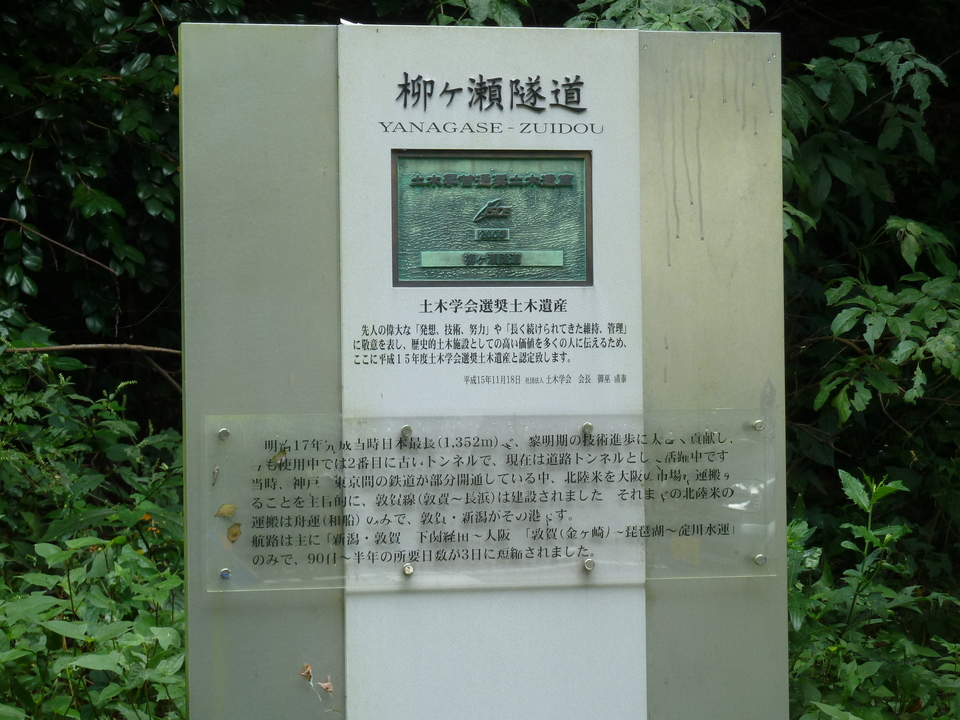 柳ヶ瀬隧道
YANAGASE - ZUIDOU
土木学会選奨土木遺産
2003
柳ヶ瀬隧道
土木学会選奨土木遺産
先人の偉大な「発想、技術、努力」や「長く続けられてきた維持、管理」
に敬意を表し、歴史的土木施設としての高い価値を多くの人に伝えるため、
ここに平成15年度土木学会選奨土木遺産と認定致します。
平成15年11月18日 社団法人 土木学会 会長 御巫 清泰
明治17年完成当時日本最長(1,352m)で、黎明期の技術進歩に大きく貢献し、
も使用中では2番目に古いトンネルで、現在は道路トンネルとして活躍中です
当時、神戸 東京間の鉄道が部分開通している中、北陸米を大阪の市場に運搬す
ることを主目的に、敦賀線(敦賀〜長浜)は建設されました それまでの北陸米の
運搬は舟運(和船)のみで、敦賀・新潟がその港です。
航路は主に「新潟・敦賀 下関経由〜大阪 「敦賀(金ヶ崎)〜琵琶湖〜淀川水運」
のみで、90日〜半年の所要日数が3日に短縮されました。